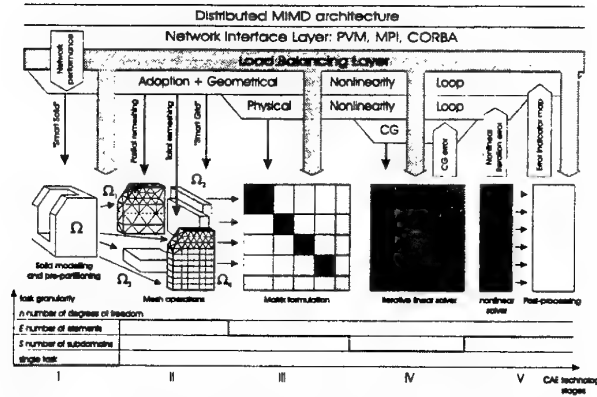 Distributed MIMD architecture
Network Interface Layer: PVM, MPI, CORBA
Load Balancing Layer
Network
performance
Adaption + Geometrical Nonlinearity Loop
Physical Nonlinearity Loop
CG
"Smart Solid"
Partial remeshing
Total remeshing
"Smart Grid"
CG error
Nonlinear
iteration error
Error indicator map
Ω
Ω₁
Ω₂
Ω₃
Ω₄
Solid modelling
and pre-partitioning
Mesh operations
Matrix formulation
Iterative linear solver
nonlinear
solver
Post-processing
task granularity
n number of degrees of freedom
E number of elements
S number of subdomains
single task
I II III IV V
CAE technology
stages